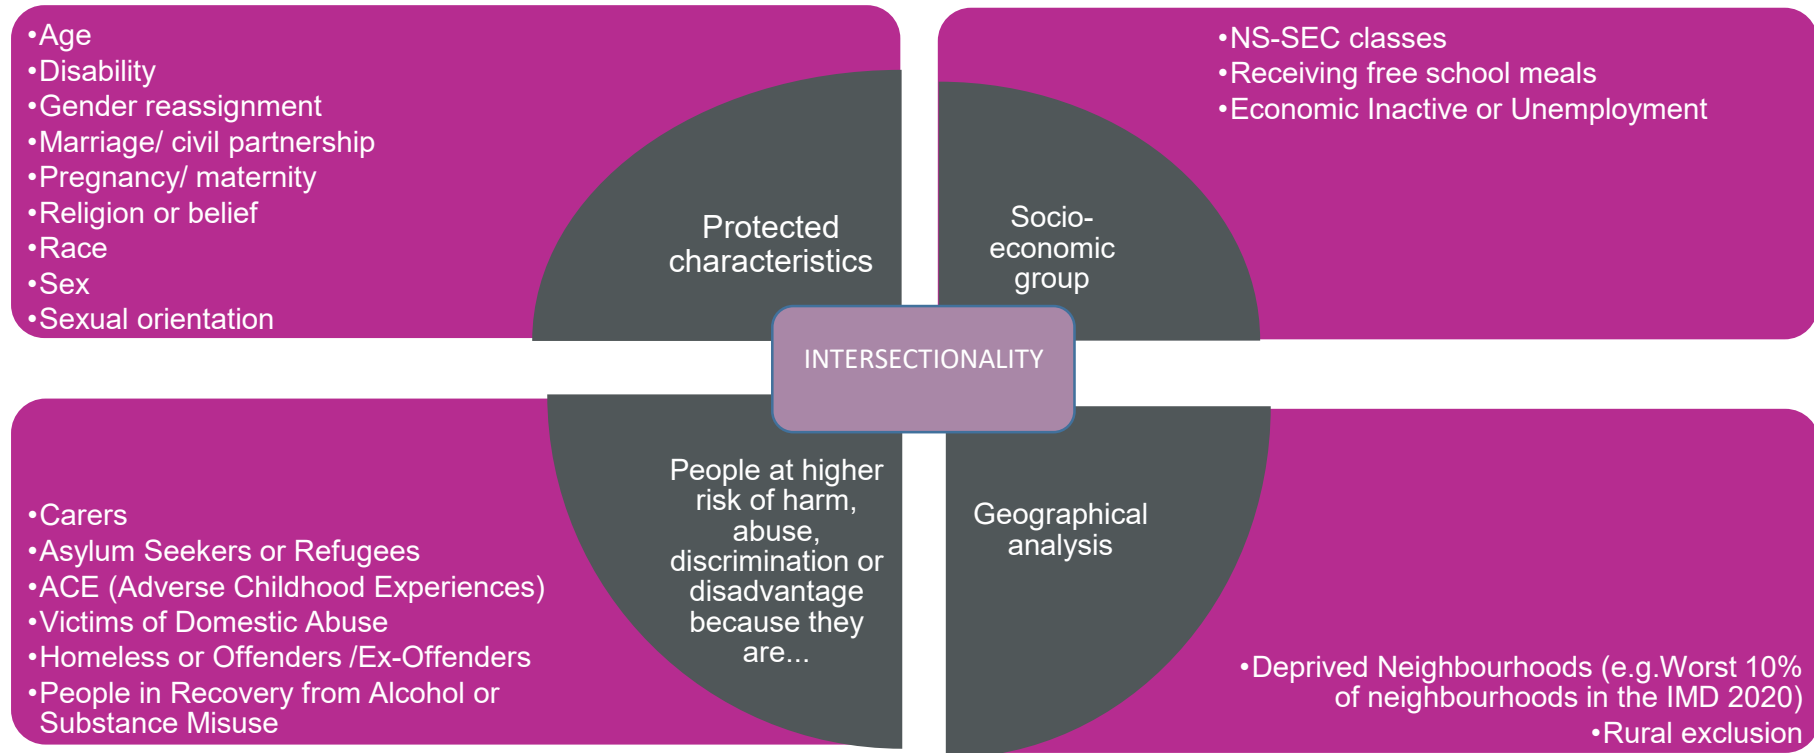 •Age
•Disability
•Gender reassignment
•Marriage/ civil partnership
•Pregnancy/ maternity
•Religion or belief
•Race
•Sex
•Sexual orientation
Protected
characteristics
•NS-SEC classes
•Receiving free school meals
•Economic Inactive or Unemployment
Socio-
economic
group
INTERSECTIONALITY
•Carers
•Asylum Seekers or Refugees
•ACE (Adverse Childhood Experiences)
•Victims of Domestic Abuse
•Homeless or Offenders /Ex-Offenders
•People in Recovery from Alcohol or
Substance Misuse
People at higher
risk of harm,
abuse,
discrimination or
disadvantage
because they
are...
Geographical
analysis
•Deprived Neighbourhoods (e.g.Worst 10%
of neighbourhoods in the IMD 2020)
•Rural exclusion